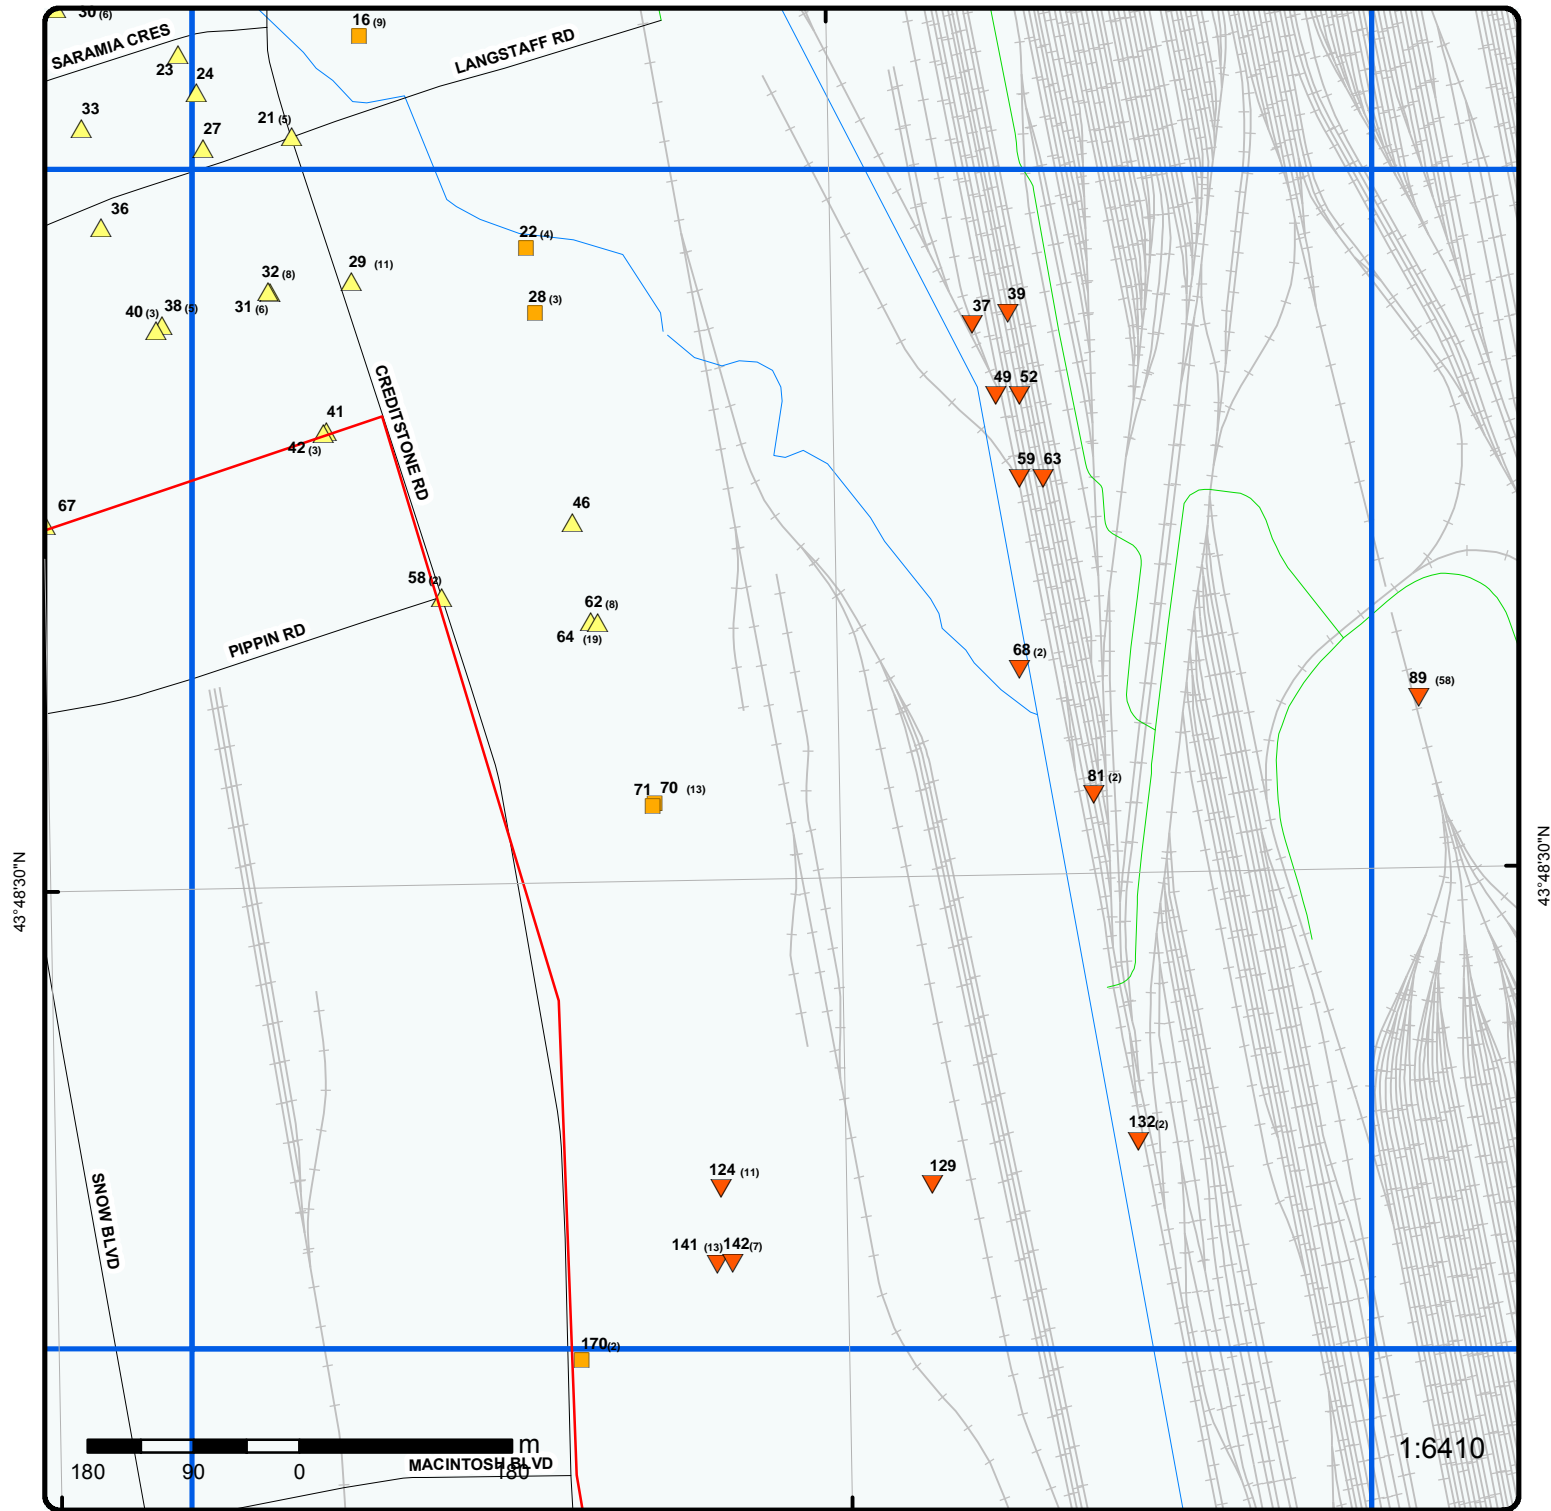 30 (6)
SARAMIA CRES
16 (9)
LANGSTAFF RD
23
24
33
27
21 (5)
36
22 (4)
32 (8)
29 (11)
31 (6)
28 (3)
40 (3) 38 (5)
37
39
CREDITSTONE RD
49 52
41
42 (3)
59 63
67
46
58 (2)
62 (8)
64 (19)
PIPPIN RD
68 (2)
89 (58)
81 (2)
71 70 (13)
43°48'30"N
43°48'30"N
132 (2)
124 (11)
129
SNOW BLVD
141 (13) 142 (7)
170 (2)
m
1:6410
MACINTOSH BLVD
180 90 0 180